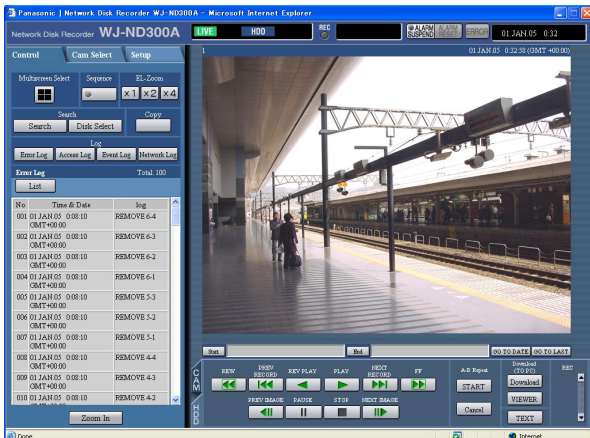 Panasonic | Network Disk Recorder WJ-ND300A - Microsoft Internet Explorer
Network Disk Recorder WJ-ND300A
LIVE HDD REC ALARM SUSPEND ALARM RESET ERROR 01.JAN.05 0:32
Control Cam Select Setup
1 01.JAN.05 0:32:58 (GMT +00:00)
Multiscreen Select Sequence EL-Zoom
x1 x2 x4
Search Copy
Search Disk Select
Log
Error Log Access Log Event Log Network Log
Error Log Total: 100
List
No Time & Date log
001 01.JAN.05 0:08:10 REMOVE 6-4
GMT+00:00
002 01.JAN.05 0:08:10 REMOVE 6-3
GMT+00:00
003 01.JAN.05 0:08:10 REMOVE 6-2
GMT+00:00
004 01.JAN.05 0:08:10 REMOVE 6-1
GMT+00:00
005 01.JAN.05 0:08:10 REMOVE 5-3
GMT+00:00
006 01.JAN.05 0:08:10 REMOVE 5-2
GMT+00:00
007 01.JAN.05 0:08:10 REMOVE 5-1
GMT+00:00
008 01.JAN.05 0:08:10 REMOVE 4-4
GMT+00:00
009 01.JAN.05 0:08:10 REMOVE 4-3
GMT+00:00
010 01.JAN.05 0:08:10 REMOVE 4-2
Zoom In
Start End GO TO DATE GO TO LAST
CAM
HDD
REW PREV RECORD REV PLAY PLAY NEXT RECORD FF
PREV IMAGE PAUSE STOP NEXT IMAGE
A-B Repeat
START
Cancel
Download (TO PC)
Download
VIEWER
TEXT
REC
Done Internet